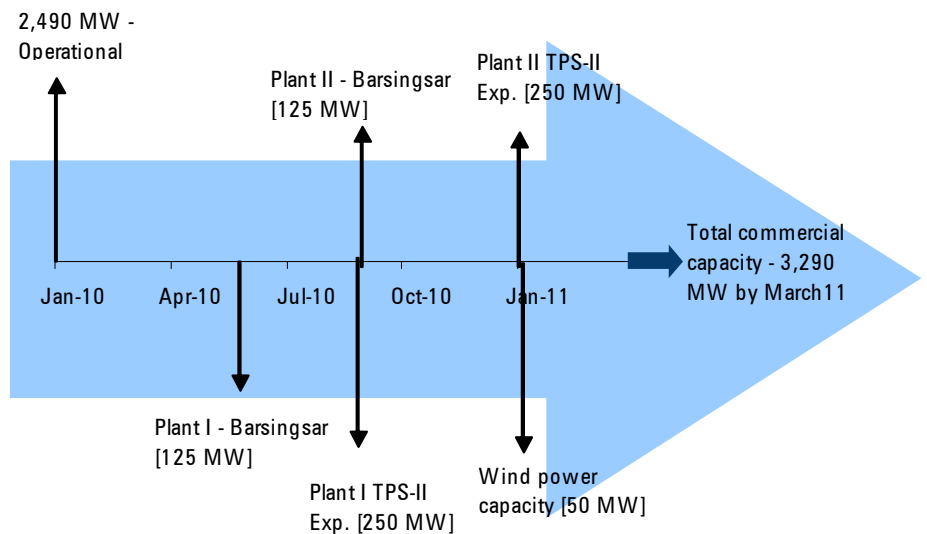 2,490 MW -
Operational
Plant II - Barsingsar
[125 MW]
Plant II TPS-II
Exp. [250 MW]
Total commercial
capacity - 3,290
MW by March11
Jan-10
Apr-10
Jul-10
Oct-10
Jan-11
Plant I - Barsingsar
[125 MW]
Plant I TPS-II
Exp. [250 MW]
Wind power
capacity [50 MW]